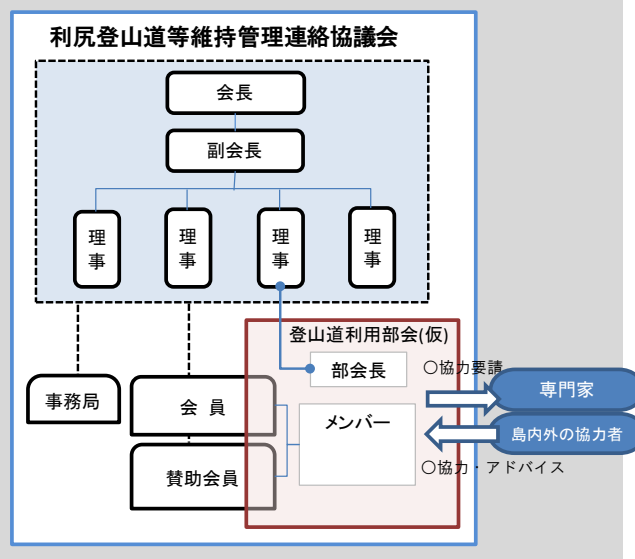 利尻登山道等維持管理連絡協議会
会長
副会長
理事
理事
理事
理事
登山道利用部会(仮)
部会長
〇協力要請
専門家
事務局
会 員
メンバー
島内外の協力者
〇協力・アドバイス
賛助会員